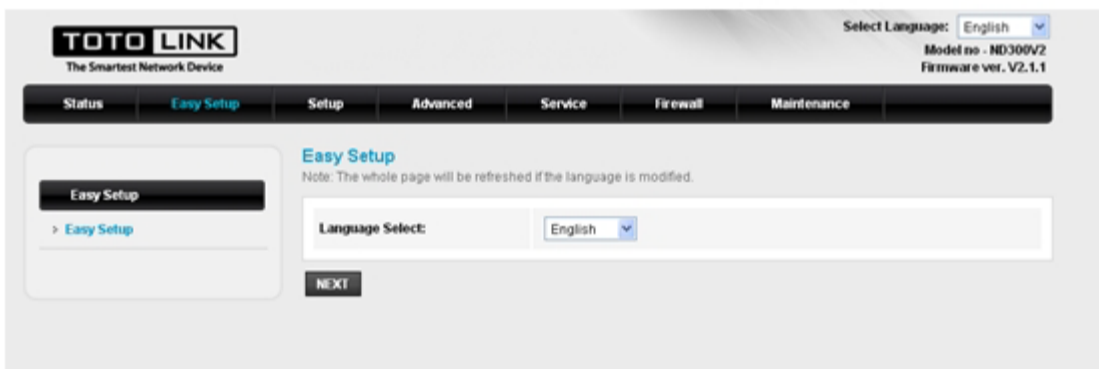 TOTO LINK
The Smartest Network Device
Select Language: English
Model no - ND300V2
Firmware ver. V2.1.1
Status Easy Setup Setup Advanced Service Firewall Maintenance
Easy Setup
> Easy Setup
Easy Setup
Note: The whole page will be refreshed if the language is modified.
Language Select: English
NEXT